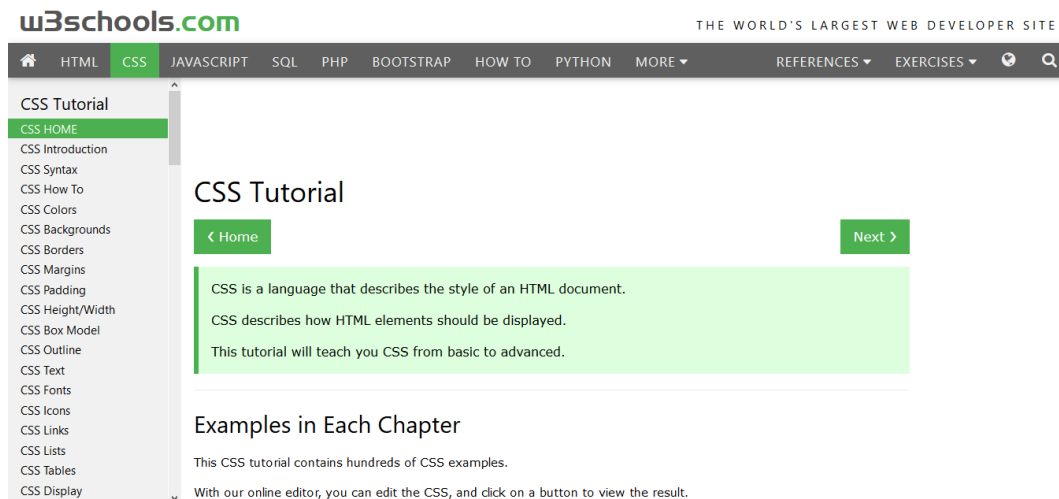 w3schools.com
THE WORLD'S LARGEST WEB DEVELOPER SITE
HTML CSS JAVASCRIPT SQL PHP BOOTSTRAP HOW TO PYTHON MORE REFERENCES EXERCISES
CSS Tutorial
CSS HOME
CSS Introduction
CSS Syntax
CSS How To
CSS Colors
CSS Backgrounds
CSS Borders
CSS Margins
CSS Padding
CSS Height/Width
CSS Box Model
CSS Outline
CSS Text
CSS Fonts
CSS Icons
CSS Links
CSS Lists
CSS Tables
CSS Display
CSS Tutorial
❮ Home
Next ❯
CSS is a language that describes the style of an HTML document.
CSS describes how HTML elements should be displayed.
This tutorial will teach you CSS from basic to advanced.
Examples in Each Chapter
This CSS tutorial contains hundreds of CSS examples.
With our online editor, you can edit the CSS, and click on a button to view the result.